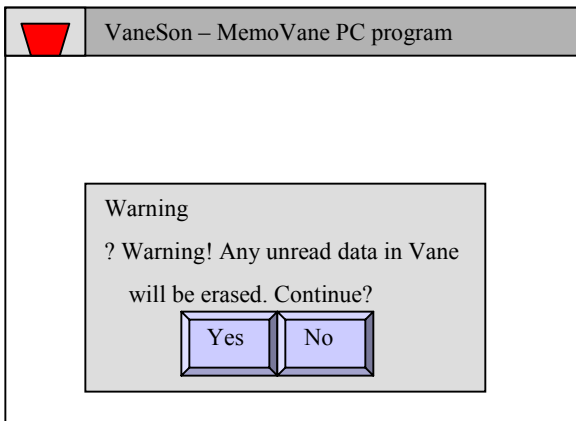 VaneSon – MemoVane PC program
Warning
? Warning! Any unread data in Vane
will be erased. Continue?
Yes No